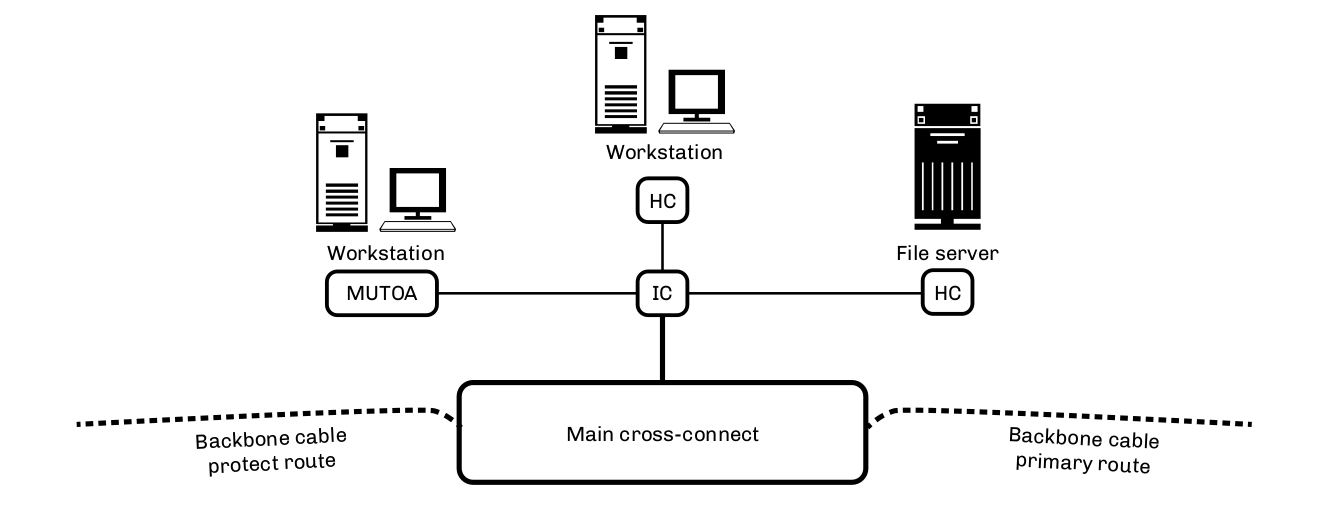 Workstation
HC
Workstation
File server
MUTOA
IC
HC
Main cross-connect
Backbone cable
protect route
Backbone cable
primary route